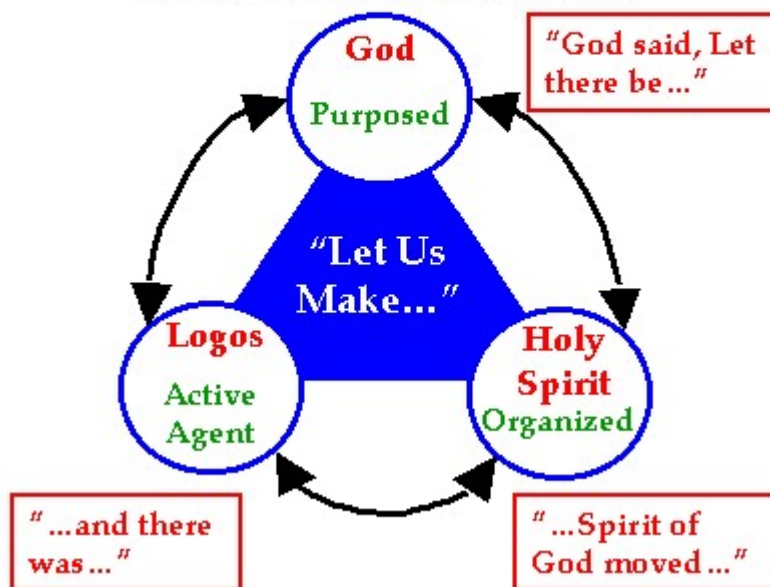 God
Purposed
"God said, Let
there be..."
"Let Us
Make..."
Logos
Active
Agent
Holy
Spirit
Organized
"...and there
was..."
"...Spirit of
God moved..."